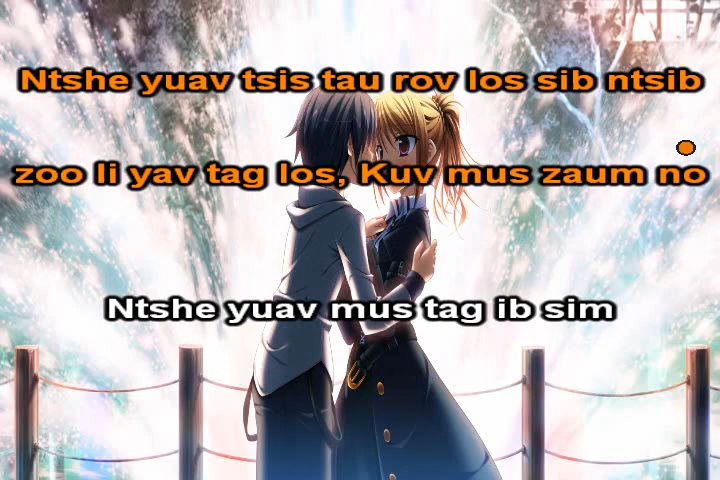 Ntshe yuav tsis tau rov los sib ntsib
zoo li yav tag los, Kuv mus zaum no
Ntshe yuav mus tag ib sim